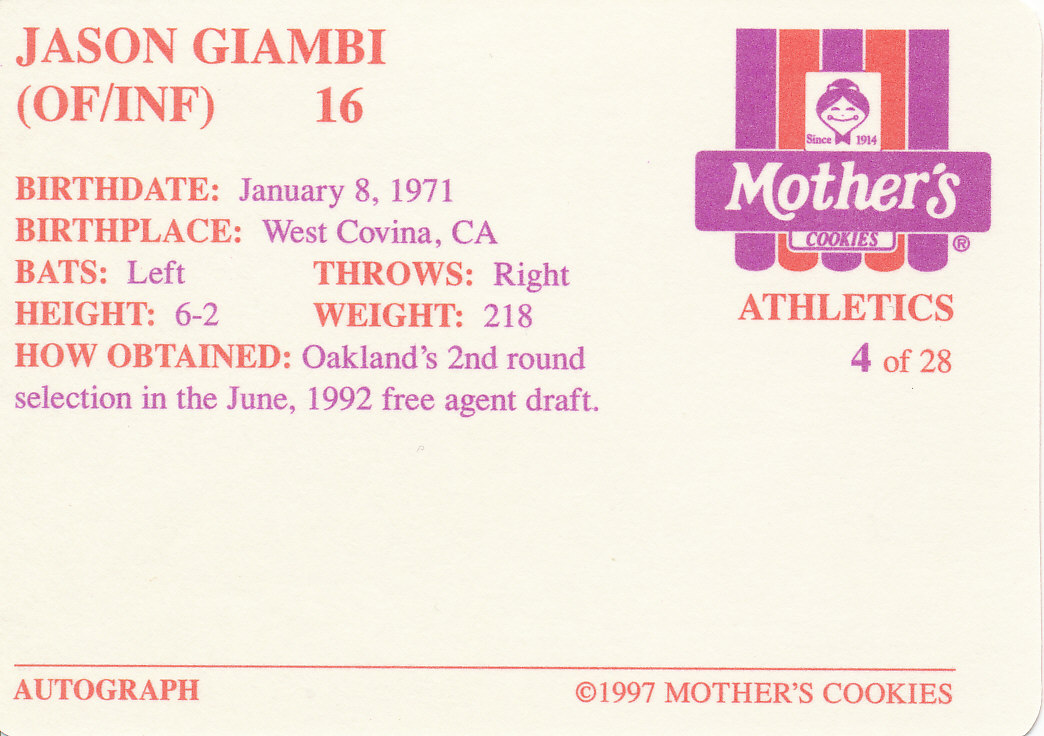 JASON GIAMBI
(OF/INF) 16
BIRTHDATE: January 8, 1971
BIRTHPLACE: West Covina, CA
BATS: Left THROWS: Right
HEIGHT: 6-2 WEIGHT: 218
HOW OBTAINED: Oakland's 2nd round
selection in the June, 1992 free agent draft.
Since 1914
Mother's
COOKIES ®
ATHLETICS
4 of 28
AUTOGRAPH ©1997 MOTHER'S COOKIES